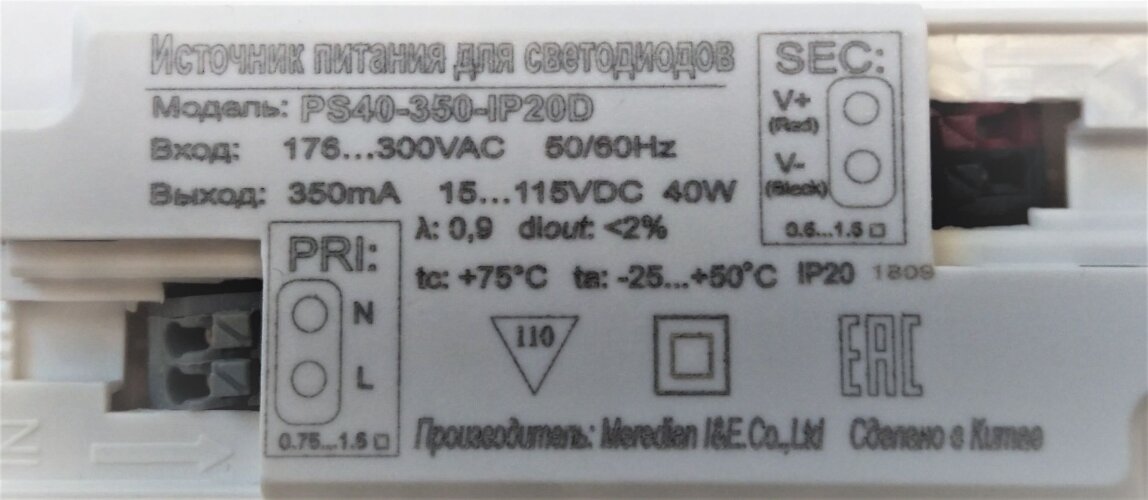 Источник питания для светодиодов
Модель: PS40-350-IP20D
Вход: 176...300VAC 50/60Hz
Выход: 350mA 15...115VDC 40W
λ: 0,9 diout: <2%
tc: +75°C ta: -25...+50°C IP20 1809
SEC:
V+
(Red)
V-
(Black)
0.5...1.5 □
PRI:
N
L
0.75...1.5 □
110
EAC
Производитель: Meredian I&E.Co.,Ltd Сделано в Китае
N